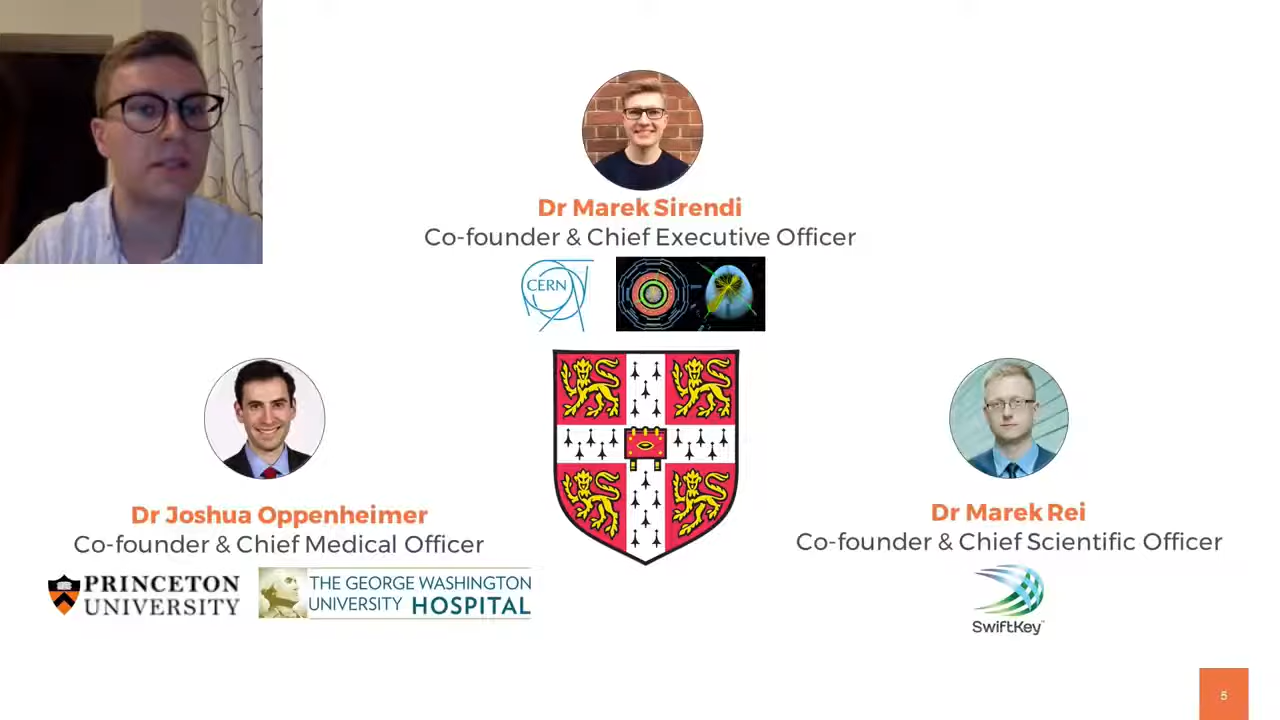 Dr Marek Sirendi
Co-founder & Chief Executive Officer
CERN
Dr Joshua Oppenheimer
Co-founder & Chief Medical Officer
PRINCETON
UNIVERSITY
THE GEORGE WASHINGTON
UNIVERSITY HOSPITAL
Dr Marek Rei
Co-founder & Chief Scientific Officer
SwiftKey™
5